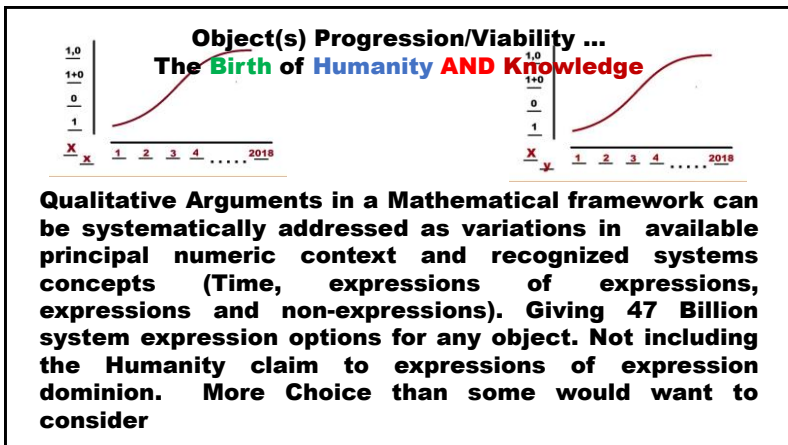 Object(s) Progression/Viability ...
The Birth of Humanity AND Knowledge
1,0
1+0
0
1
X x 1 2 3 4 ..... 2018
1,0
1+0
0
1
X y 1 2 3 4 ..... 2018
Qualitative Arguments in a Mathematical framework can
be systematically addressed as variations in available
principal numeric context and recognized systems
concepts (Time, expressions of expressions,
expressions and non-expressions). Giving 47 Billion
system expression options for any object. Not including
the Humanity claim to expressions of expression
dominion. More Choice than some would want to
consider